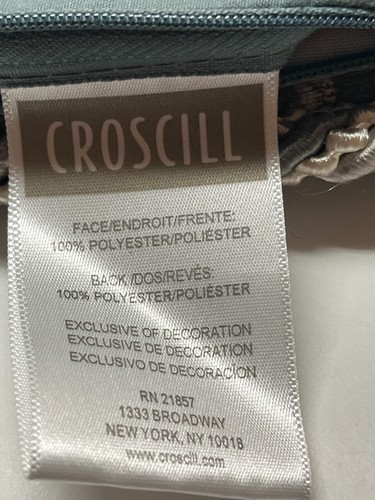 CROSCILL
FACE/ENDROIT/FRENTE:
100% POLYESTER/POLIÉSTER
BACK /DOS/REVÉS
100% POLYESTER/POLIÉSTER
EXCLUSIVE OF DECORATION
EXCLUSIVE DE DECORATION
EXCLUSIVO DE DECORACÍON
RN 21857
1333 BROADWAY
NEW YORK, NY 10018
www.croscill.com